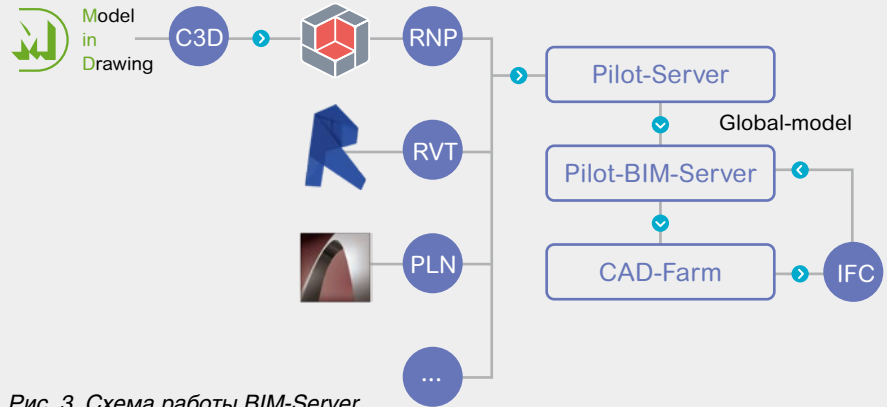 Model
in
Drawing
C3D
RNP
RVT
PLN
...
Pilot-Server
Global-model
Pilot-BIM-Server
CAD-Farm
IFC
Рис. 3. Схема работы BIM-Server